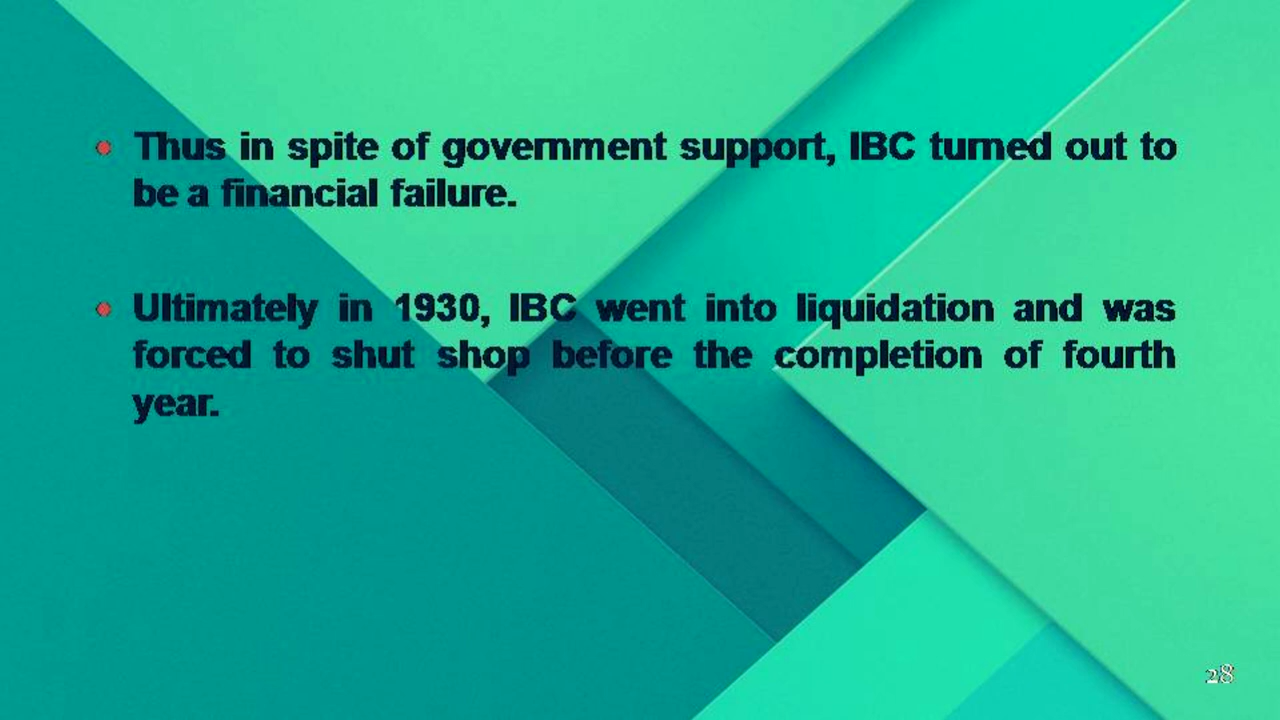 • Thus in spite of government support, IBC turned out to
be a financial failure.
• Ultimately in 1930, IBC went into liquidation and was
forced to shut shop before the completion of fourth
year.
28